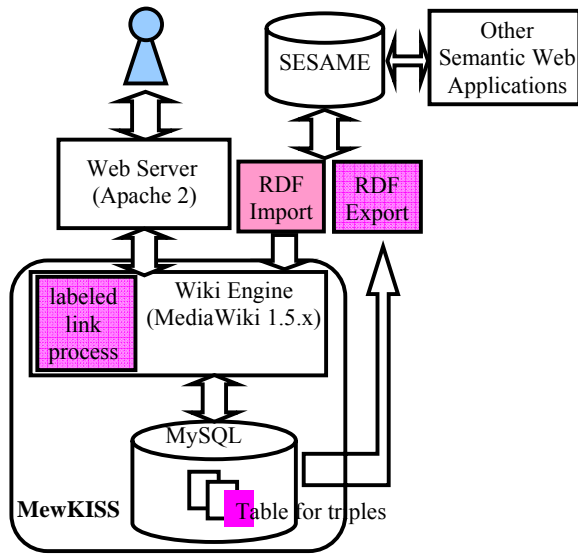 SESAME
Other
Semantic Web
Applications
Web Server
(Apache 2)
RDF
Import
RDF
Export
labeled
link
process
Wiki Engine
(MediaWiki 1.5.x)
MySQL
MewKISS
Table for triples